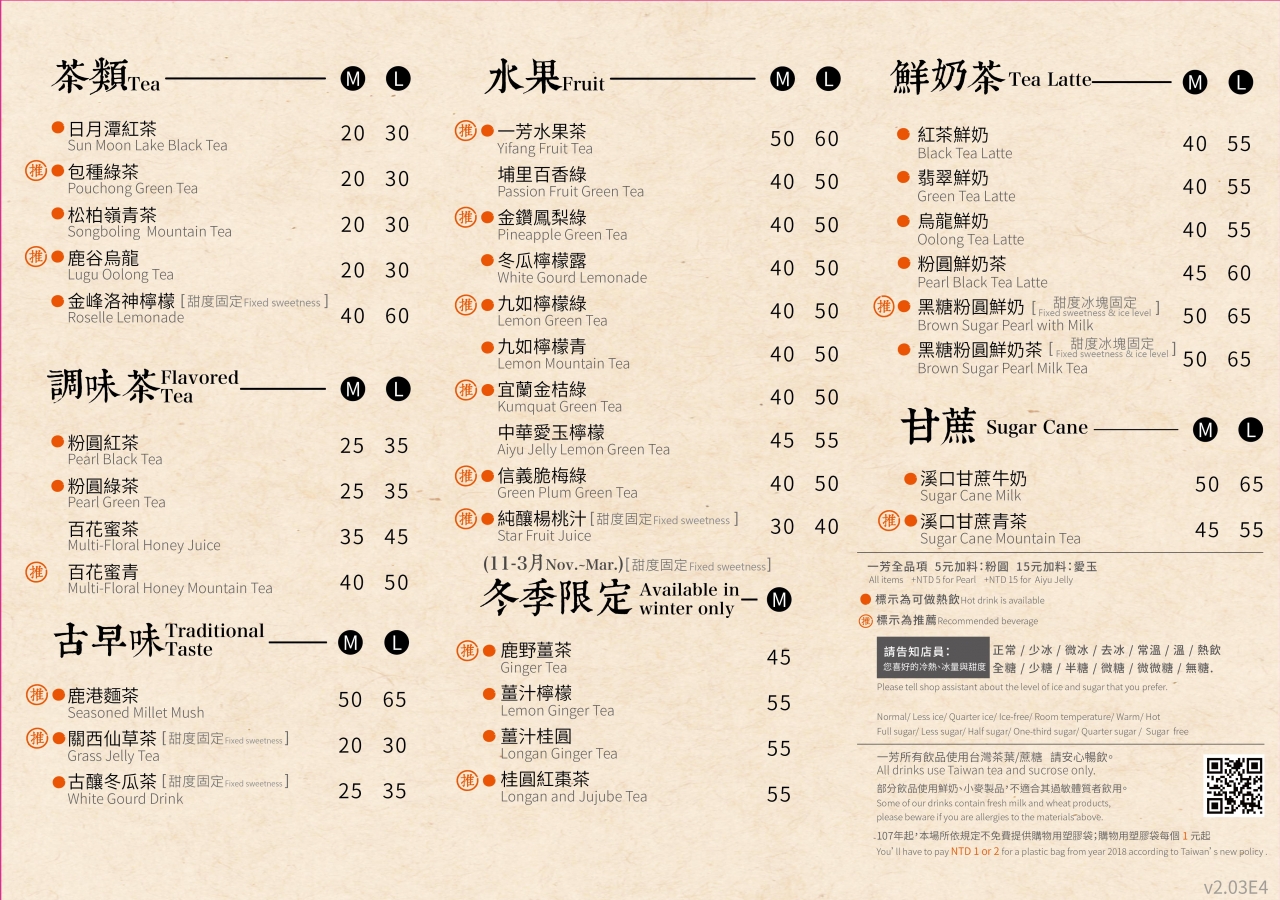 茶類Tea M L
日月潭紅茶 20 30
Sun Moon Lake Black Tea
推 包種綠茶 20 30
Pouchong Green Tea
松柏嶺青茶 20 30
Songboling Mountain Tea
推 鹿谷烏龍 20 30
Lugu Oolong Tea
金峰洛神檸檬 [甜度固定Fixed sweetness] 40 60
Roselle Lemonade
調味茶Flavored Tea M L
粉圓紅茶 25 35
Pearl Black Tea
粉圓綠茶 25 35
Pearl Green Tea
百花蜜茶 35 45
Multi-Floral Honey Juice
推 百花蜜青 40 50
Multi-Floral Honey Mountain Tea
古早味Traditional Taste M L
推 鹿港麵茶 50 65
Seasoned Millet Mush
推 關西仙草茶 [甜度固定Fixed sweetness] 20 30
Grass Jelly Tea
古釀冬瓜茶 [甜度固定Fixed sweetness] 25 35
White Gourd Drink
水果Fruit M L
推 一芳水果茶 50 60
Yifang Fruit Tea
埔里百香綠 40 50
Passion Fruit Green Tea
推 金鑽鳳梨綠 40 50
Pineapple Green Tea
冬瓜檸檬露 40 50
White Gourd Lemonade
推 九如檸檬綠 40 50
Lemon Green Tea
九如檸檬青 40 50
Lemon Mountain Tea
推 宜蘭金桔綠 40 50
Kumquat Green Tea
中華愛玉檸檬 45 55
Aiyu Jelly Lemon Green Tea
推 信義脆梅綠 40 50
Green Plum Green Tea
推 純釀楊桃汁 [甜度固定Fixed sweetness] 30 40
Star Fruit Juice
(11-3月Nov.~Mar.)[甜度固定Fixed sweetness]
冬季限定 Available in winter only M
推 鹿野薑茶 45
Ginger Tea
薑汁檸檬 55
Lemon Ginger Tea
薑汁桂圓 55
Longan Ginger Tea
推 桂圓紅棗茶 55
Longan and Jujube Tea
鮮奶茶 Tea Latte M L
紅茶鮮奶 40 55
Black Tea Latte
翡翠鮮奶 40 55
Green Tea Latte
烏龍鮮奶 40 55
Oolong Tea Latte
粉圓鮮奶茶 45 60
Pearl Black Tea Latte
推 黑糖粉圓鮮奶 [甜度冰塊固定 Fixed sweetness & ice level] 50 65
Brown Sugar Pearl with Milk
黑糖粉圓鮮奶茶 [甜度冰塊固定 Fixed sweetness & ice level] 50 65
Brown Sugar Pearl Milk Tea
甘蔗 Sugar Cane M L
溪口甘蔗牛奶 50 65
Sugar Cane Milk
推 溪口甘蔗青茶 45 55
Sugar Cane Mountain Tea
一芳全品項 5元加料:粉圓 15元加料:愛玉
All items +NTD 5 for Pearl +NTD 15 for Aiyu Jelly
標示為可做熱飲Hot drink is available
推 標示為推薦Recommended beverage
請告知店員: 正常 / 少冰 / 微冰 / 去冰 / 常溫 / 溫 / 熱飲
您喜好的冷熱、冰量與甜度 全糖 / 少糖 / 半糖 / 微糖 / 微微糖 / 無糖.
Please tell shop assistant about the level of ice and sugar that you prefer.
Normal/ Less ice/ Quarter ice/ Ice-free/ Room temperature/ Warm/ Hot
Full sugar/ Less sugar/ Half sugar/ One-third sugar/ Quarter sugar / Sugar free
一芳所有飲品使用台灣茶葉/蔗糖 請安心暢飲。
All drinks use Taiwan tea and sucrose only.
部分飲品使用鮮奶、小麥製品,不適合其過敏體質者飲用。
Some of our drinks contain fresh milk and wheat products,
please beware if you are allergies to the materials above.
107年起,本場所依規定不免費提供購物用塑膠袋;購物用塑膠袋每個 1 元起
You'll have to pay NTD 1 or 2 for a plastic bag from year 2018 according to Taiwan's new policy.
v2.03E4